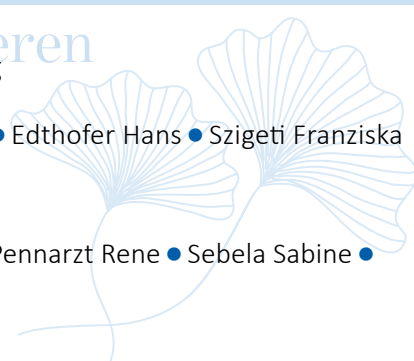 eren
● Edthofer Hans ● Szigeti Franziska
Pennarzt Rene ● Sebela Sabine ●